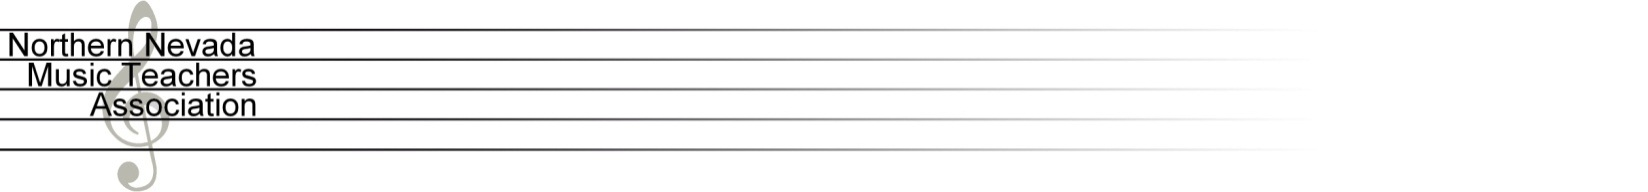 Northern Nevada
Music Teachers
Association